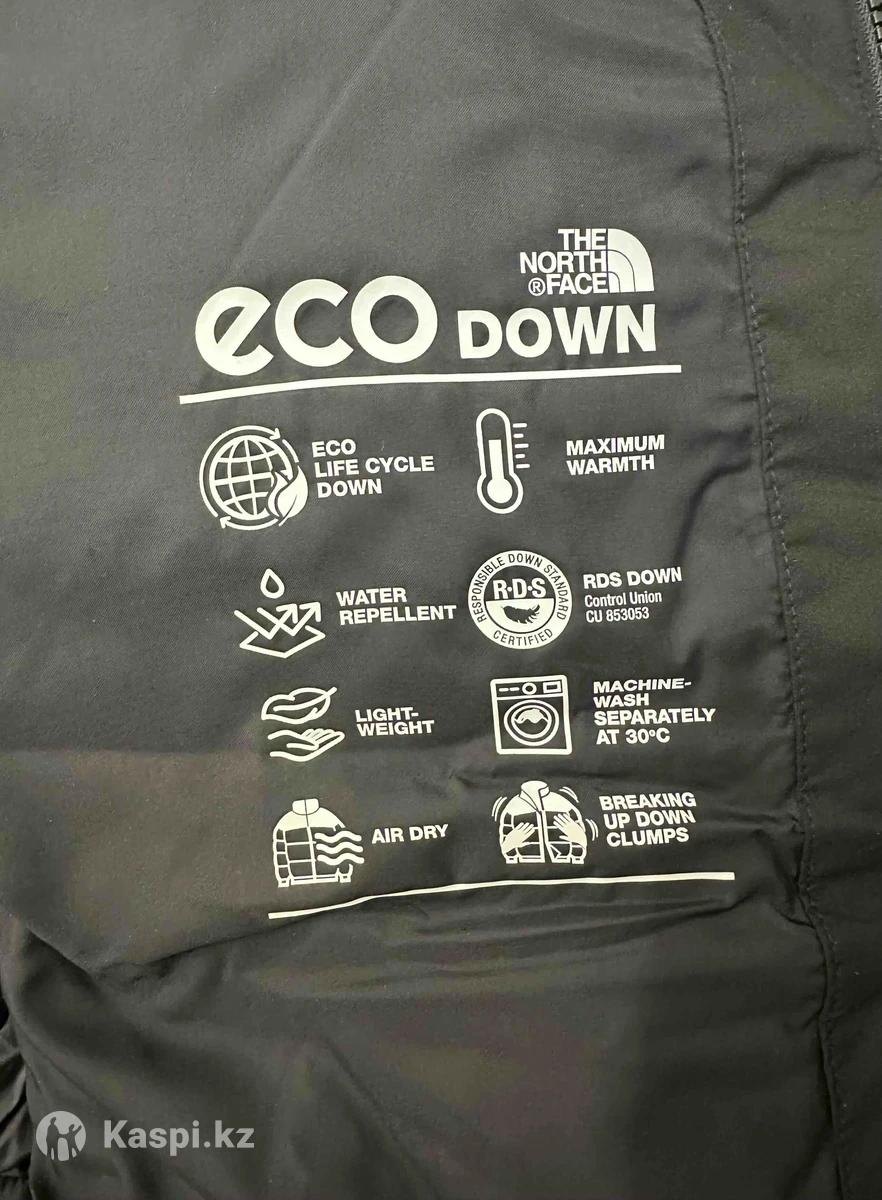 THE
NORTH
®FACE
eco DOWN
ECO
LIFE CYCLE
DOWN
MAXIMUM
WARMTH
WATER
REPELLENT
RESPONSIBLE DOWN STANDARD
R·D·S
CERTIFIED
RDS DOWN
Control Union
CU 853053
LIGHT-
WEIGHT
MACHINE-
WASH
SEPARATELY
AT 30°C
AIR DRY
BREAKING
UP DOWN
CLUMPS
Kaspi.kz